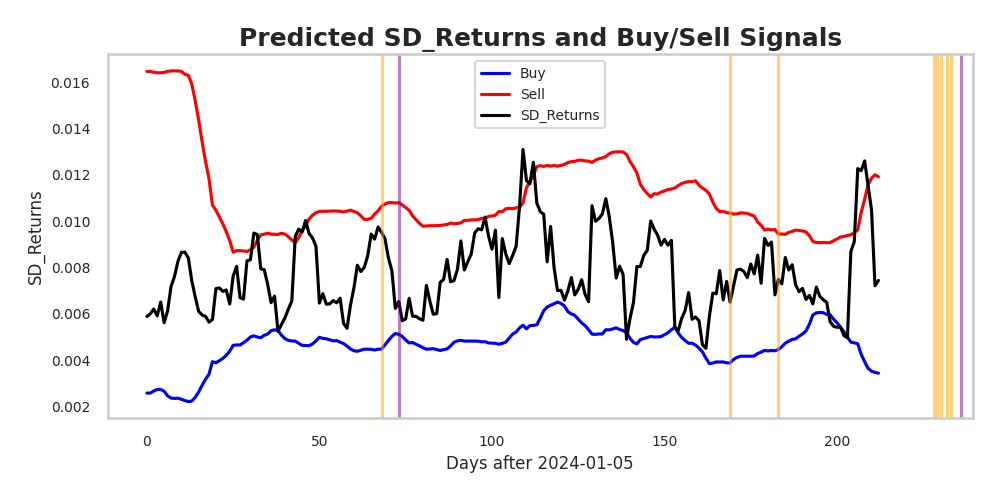 Predicted SD_Returns and Buy/Sell Signals
Buy
Sell
SD_Returns
SD_Returns
0.016
0.014
0.012
0.010
0.008
0.006
0.004
0.002
0 50 100 150 200
Days after 2024-01-05